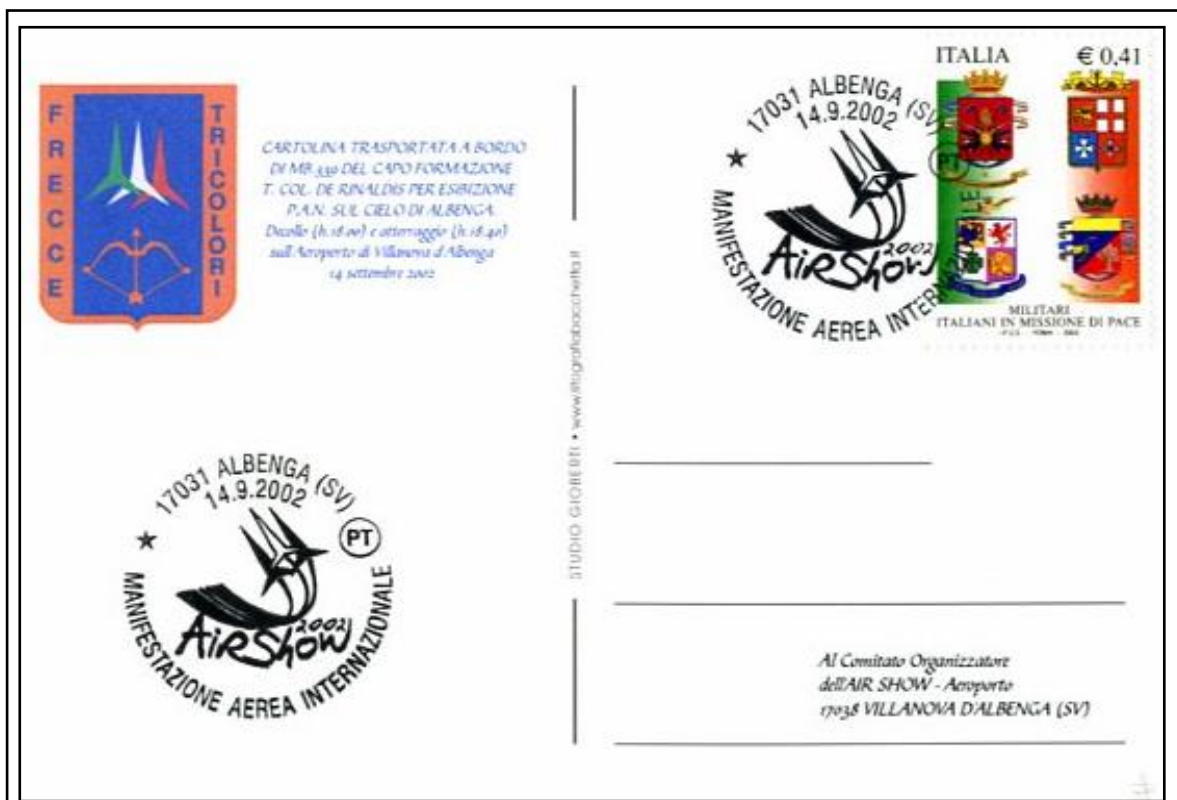 FRECCE
TRICOLORI
CARTOLINA TRASPORTATA A BORDO
DI MB 339 DEL CAPO FORMAZIONE
T. COL. DE RINALDIS PER ESIBIZIONE
P.A.N. SUL CIELO DI ALBENGA
Decollo (h. 18.00) e atterraggio (h. 18.40)
sull'Aeroporto di Villanova d'Albenga
14 settembre 2002
17031 ALBENGA (SV)
14.9.2002
PT
2002
AiRShow
MANIFESTAZIONE AEREA INTERNAZIONALE
ITALIA € 0,41
MILITARI
ITALIANI IN MISSIONE DI PACE
STUDIO GIOBERTI • www.litografiabacchetta.it
17031 ALBENGA (SV)
14.9.2002
PT
2002
AiRShow
MANIFESTAZIONE AEREA INTERNAZIONALE
Al Comitato Organizzatore
dell'AIR SHOW - Aeroporto
17038 VILLANOVA D'ALBENGA (SV)